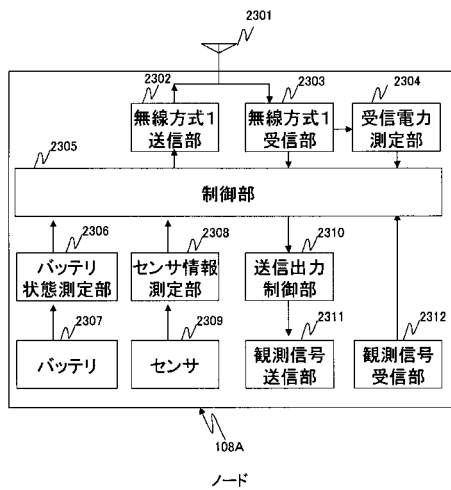 2301
2302
2303
2304
無線方式1
送信部
無線方式1
受信部
受信電力
測定部
2305
制御部
2306
2308
2310
バッテリ
状態測定部
センサ情報
測定部
送信出力
制御部
2307
2309
2311
2312
バッテリ
センサ
観測信号
送信部
観測信号
受信部
108A
ノード